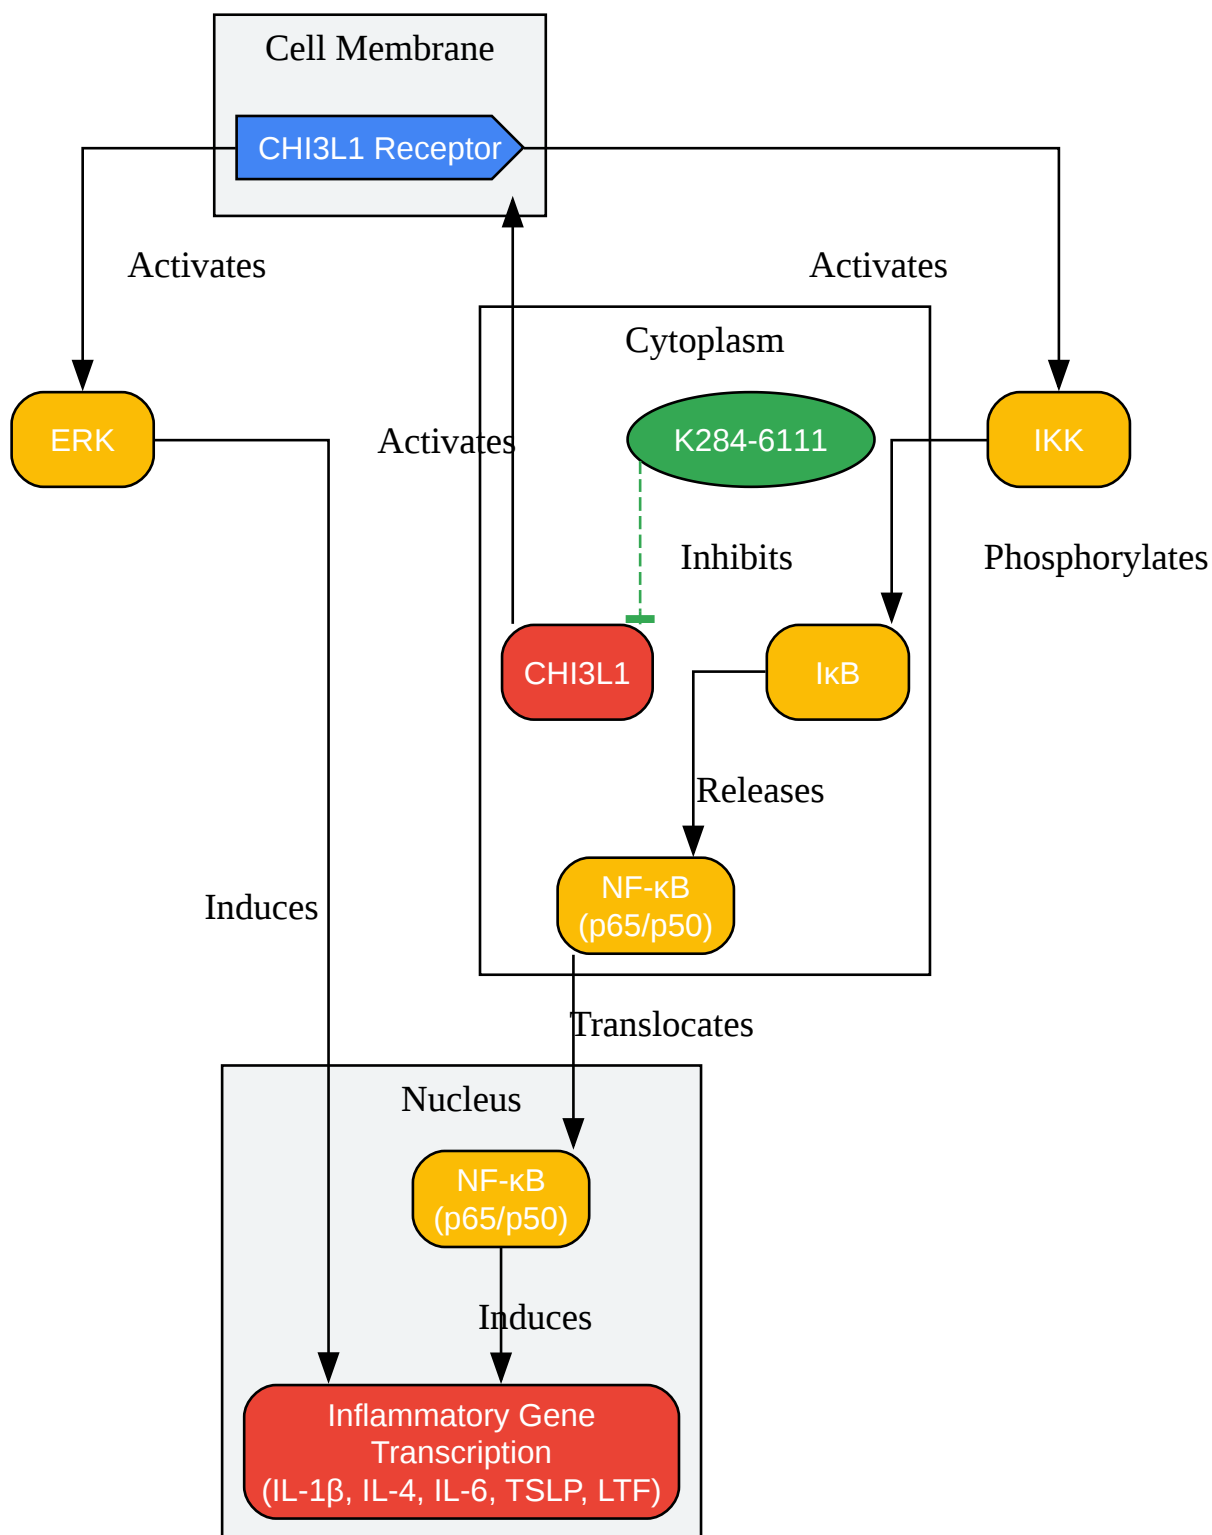 Cell Membrane
CHI3L1 Receptor
Activates
Activates
Cytoplasm
ERK
Activates
K284-6111
IKK
Inhibits
Phosphorylates
CHI3L1
IκB
Releases
NF-κB
(p65/p50)
Induces
Translocates
Nucleus
NF-κB
(p65/p50)
Induces
Inflammatory Gene
Transcription
(IL-1β, IL-4, IL-6, TSLP, LTF)